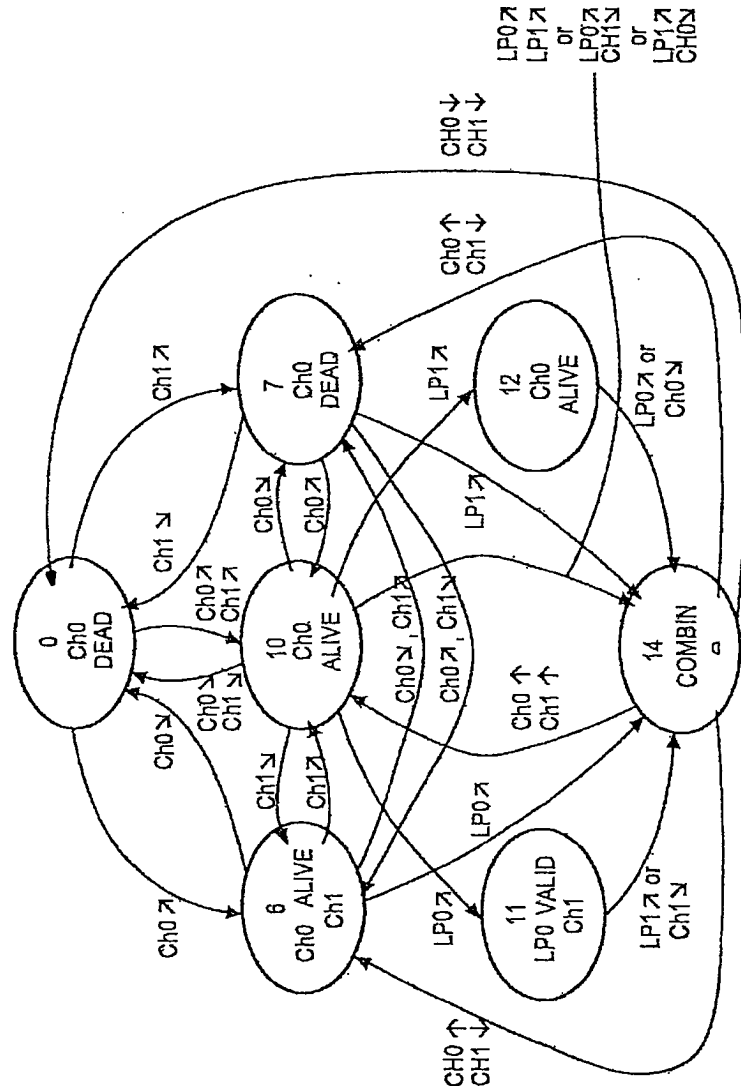 0
Ch0
DEAD
Ch0↗
Ch1↗
Ch0↘
Ch1↘
Ch0↗
Ch1↗
Ch0↘
Ch1↘
6
Ch0 ALIVE
Ch1
10
Ch0
ALIVE
7
Ch0
DEAD
Ch1↘
Ch1↗
Ch0↘
Ch0↗
Ch0↘, Ch1↗
Ch0↗, Ch1↘
LP0↗
LP0↗
Ch0↑
Ch1↑
LP1↗
LP1↗
11
LP0 VALID
Ch1
12
Ch0
ALIVE
LP1↗ or
Ch1↘
LP0↗ or
Ch0↘
14
COMBIN
a
CH0↑
CH1↓
Ch0↑
Ch1↓
CH0↓
CH1↓
LP0↗
LP1↗
or
LP0↗
CH1↘
or
LP1↗
CH0↘